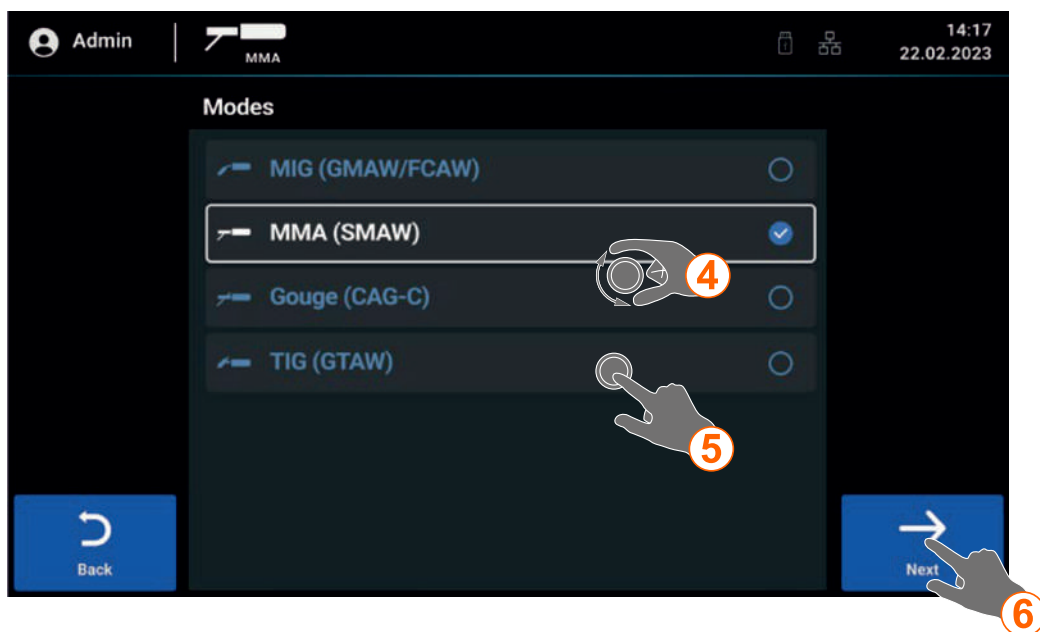 Admin
MMA
14:17
22.02.2023
Modes
MIG (GMAW/FCAW)
MMA (SMAW)
4
Gouge (CAG-C)
TIG (GTAW)
5
Back
Next
6